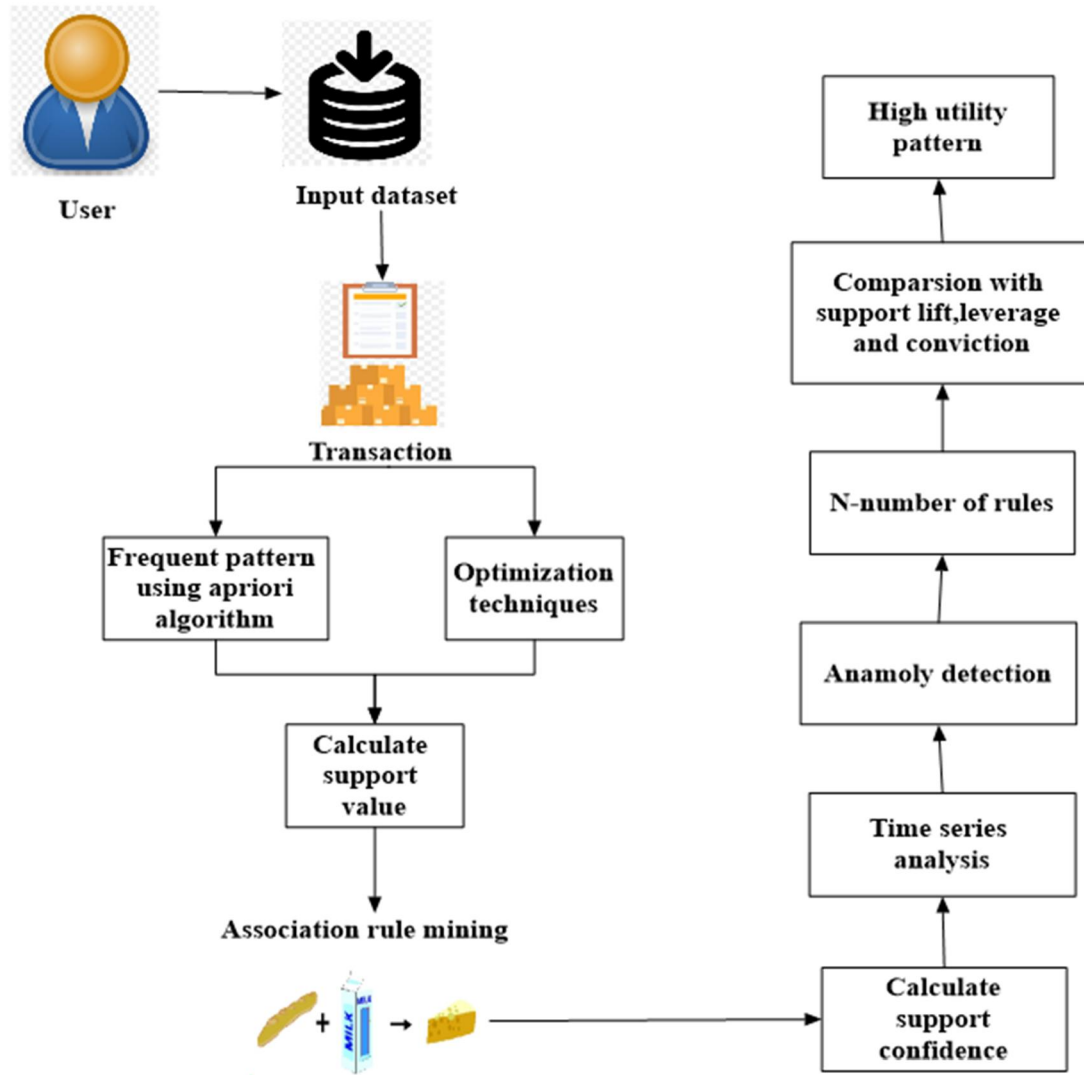 User
Input dataset
Transaction
Frequent pattern
using apriori
algorithm
Optimization
techniques
Calculate
support
value
Association rule mining
+
MILK
MILK
→
Calculate
support
confidence
Time series
analysis
Anamoly detection
N-number of rules
Comparsion with
support lift,leverage
and conviction
High utility
pattern